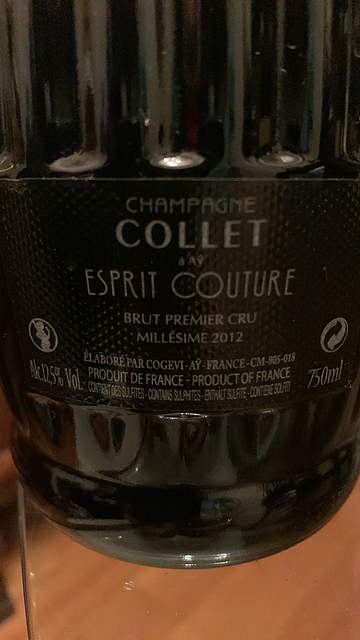 CHAMPAGNE
COLLET
à AŸ
ESPRIT COUTURE
BRUT PREMIER CRU
MILLÉSIME 2012
ÉLABORÉ PAR COGEVI - AŸ - FRANCE - CM-805-018
Alc.12,5% Vol. PRODUIT DE FRANCE - PRODUCT OF FRANCE 750ml
CONTIENT DES SULFITES - CONTAINS SULPHITES - ENTHÄLT SULFITE - CONTIENE SOLFITI